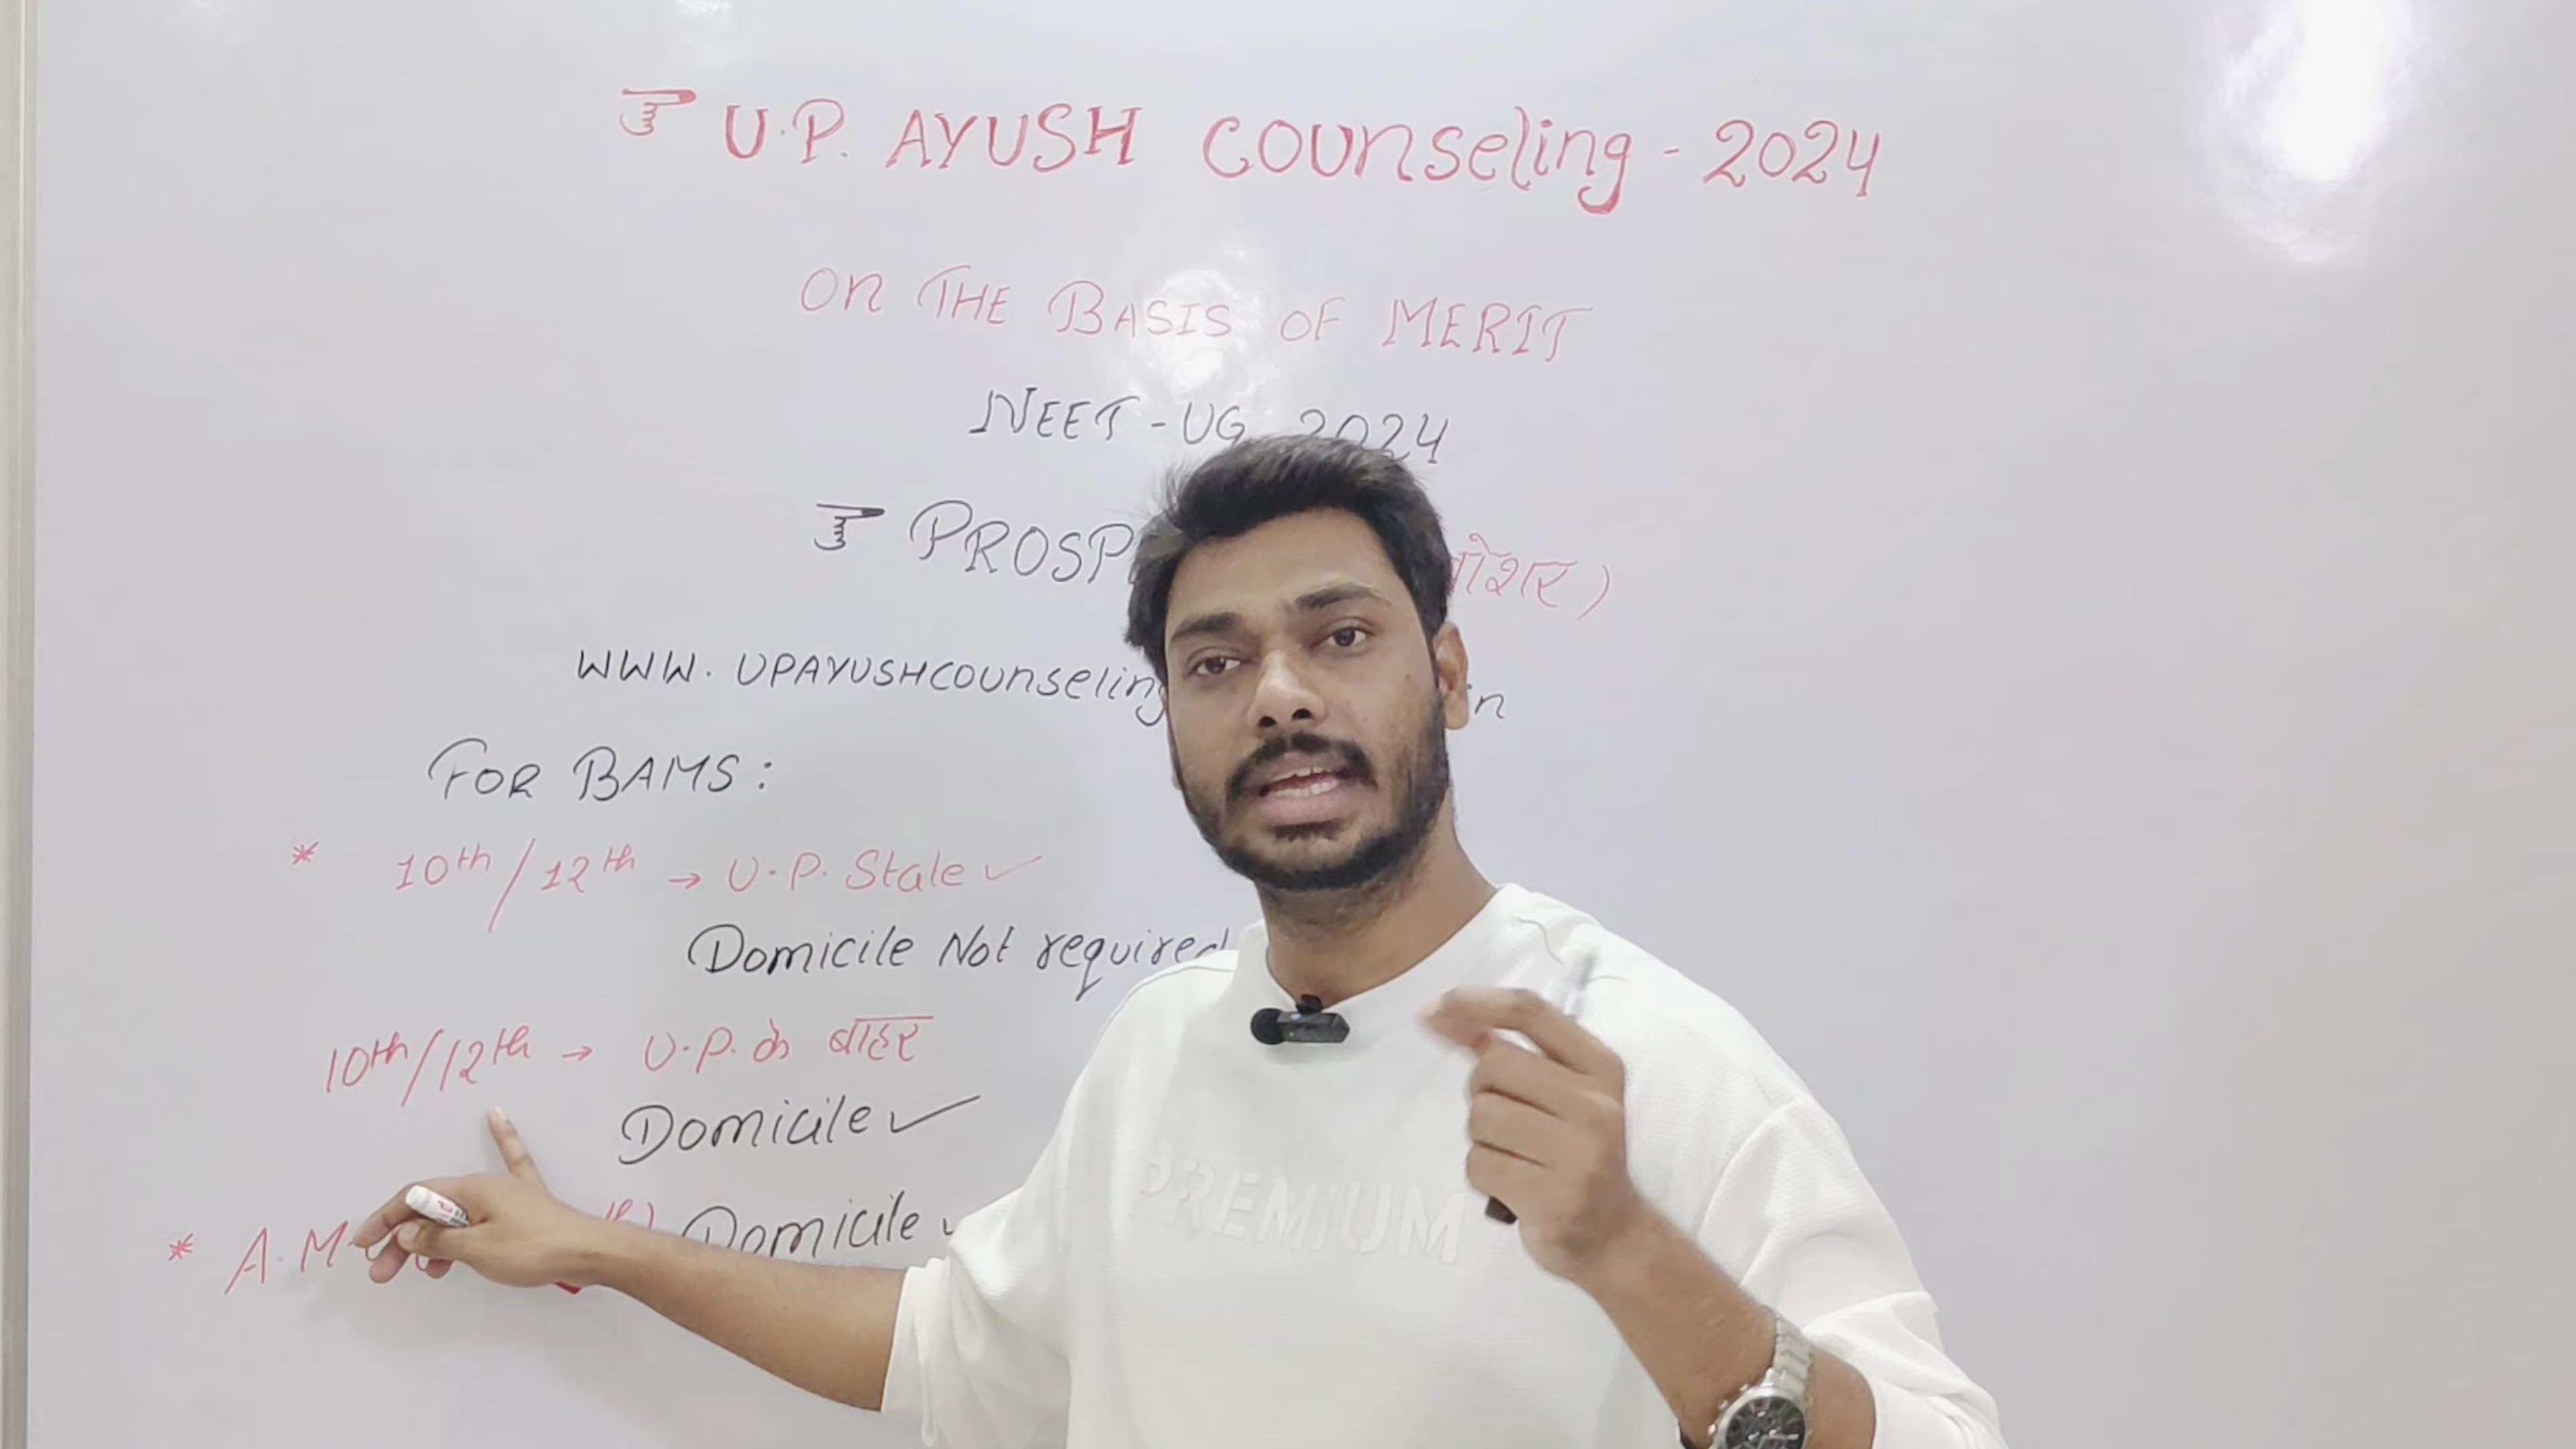 ☞ U.P. AYUSH Counseling - 2024
On THE BASIS OF MERIT
NEET - UG 2024
☞
WWW. UPAYUSHCOUnseling in
FOR BAMS :
* 10th / 12th → U.P. State ✓
Domicile Not required
10th / 12th → U.P. के बाहर
Domicile ✓
* Domicile ✓
PREMIUM